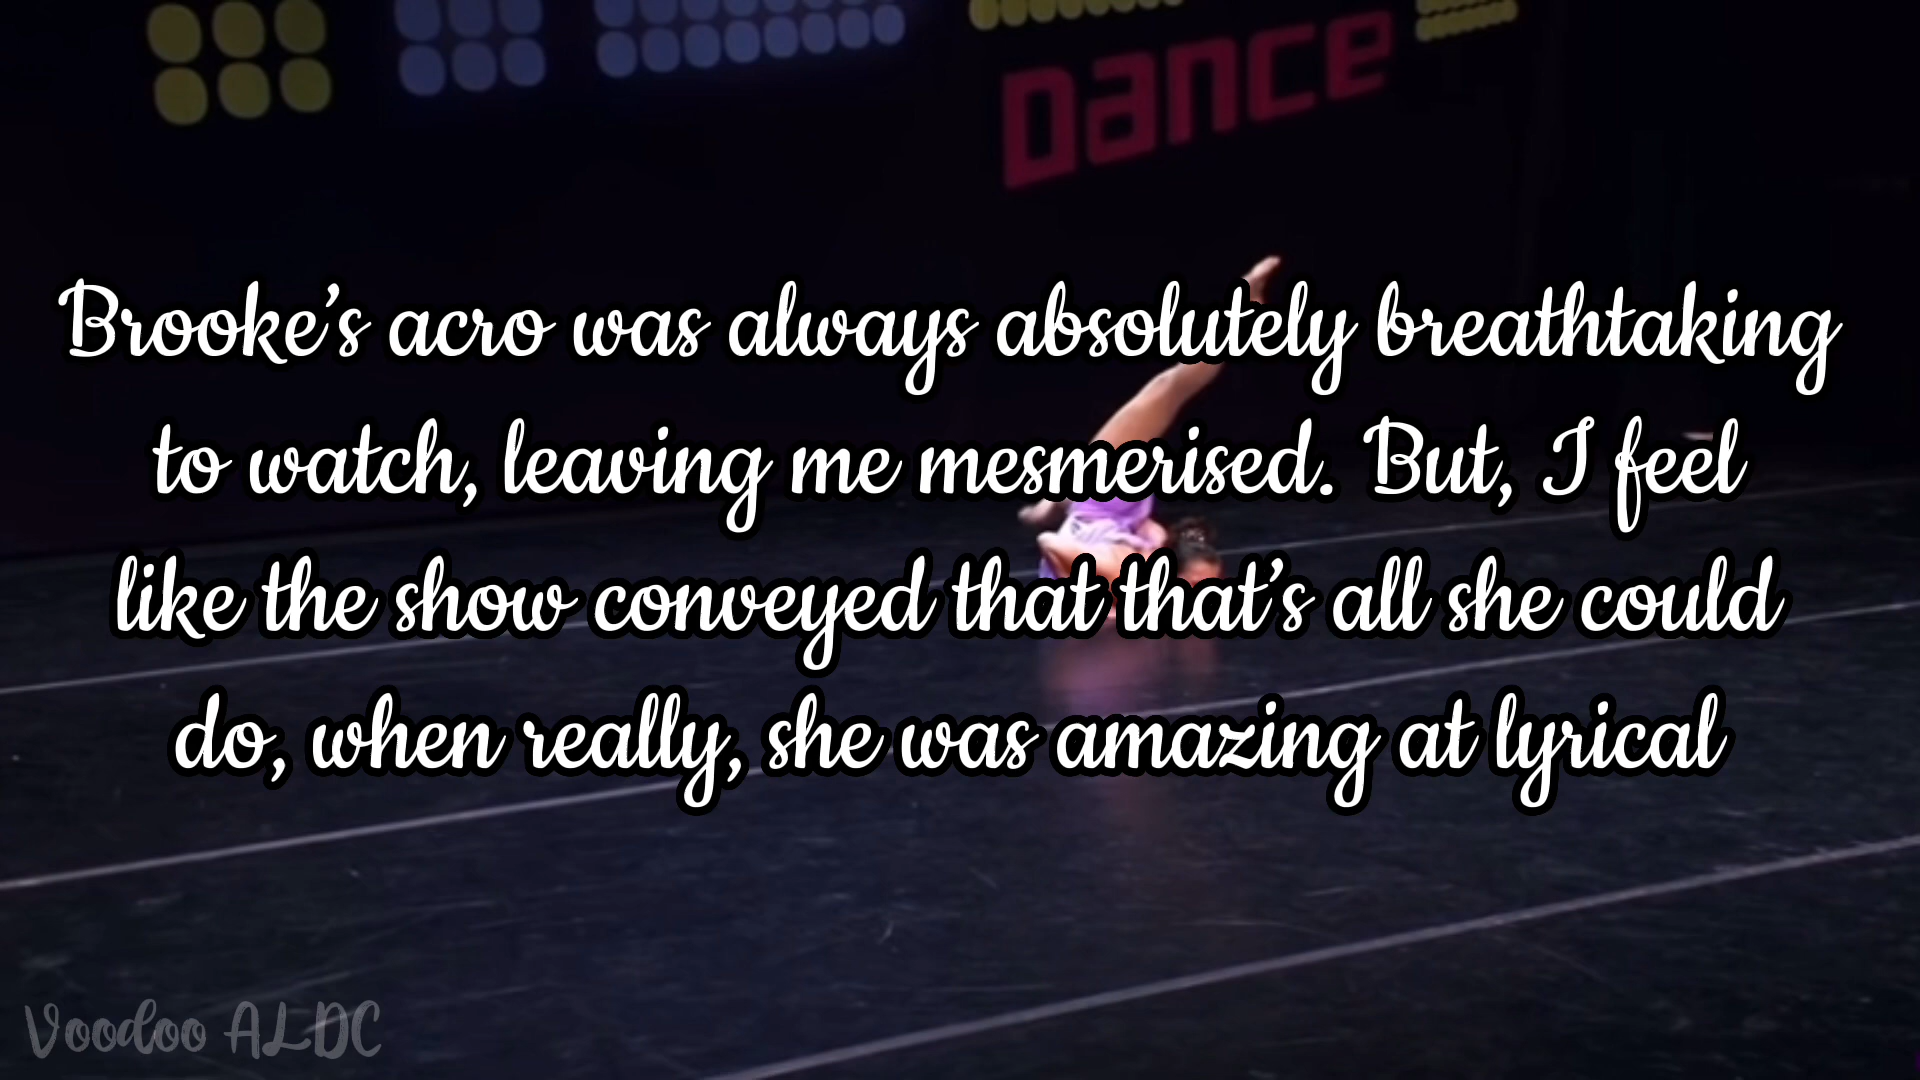 Dance
Brooke’s acro was always absolutely breathtaking
to watch, leaving me mesmerised. But, I feel
like the show conveyed that that’s all she could
do, when really, she was amazing at lyrical
Voodoo ALDC